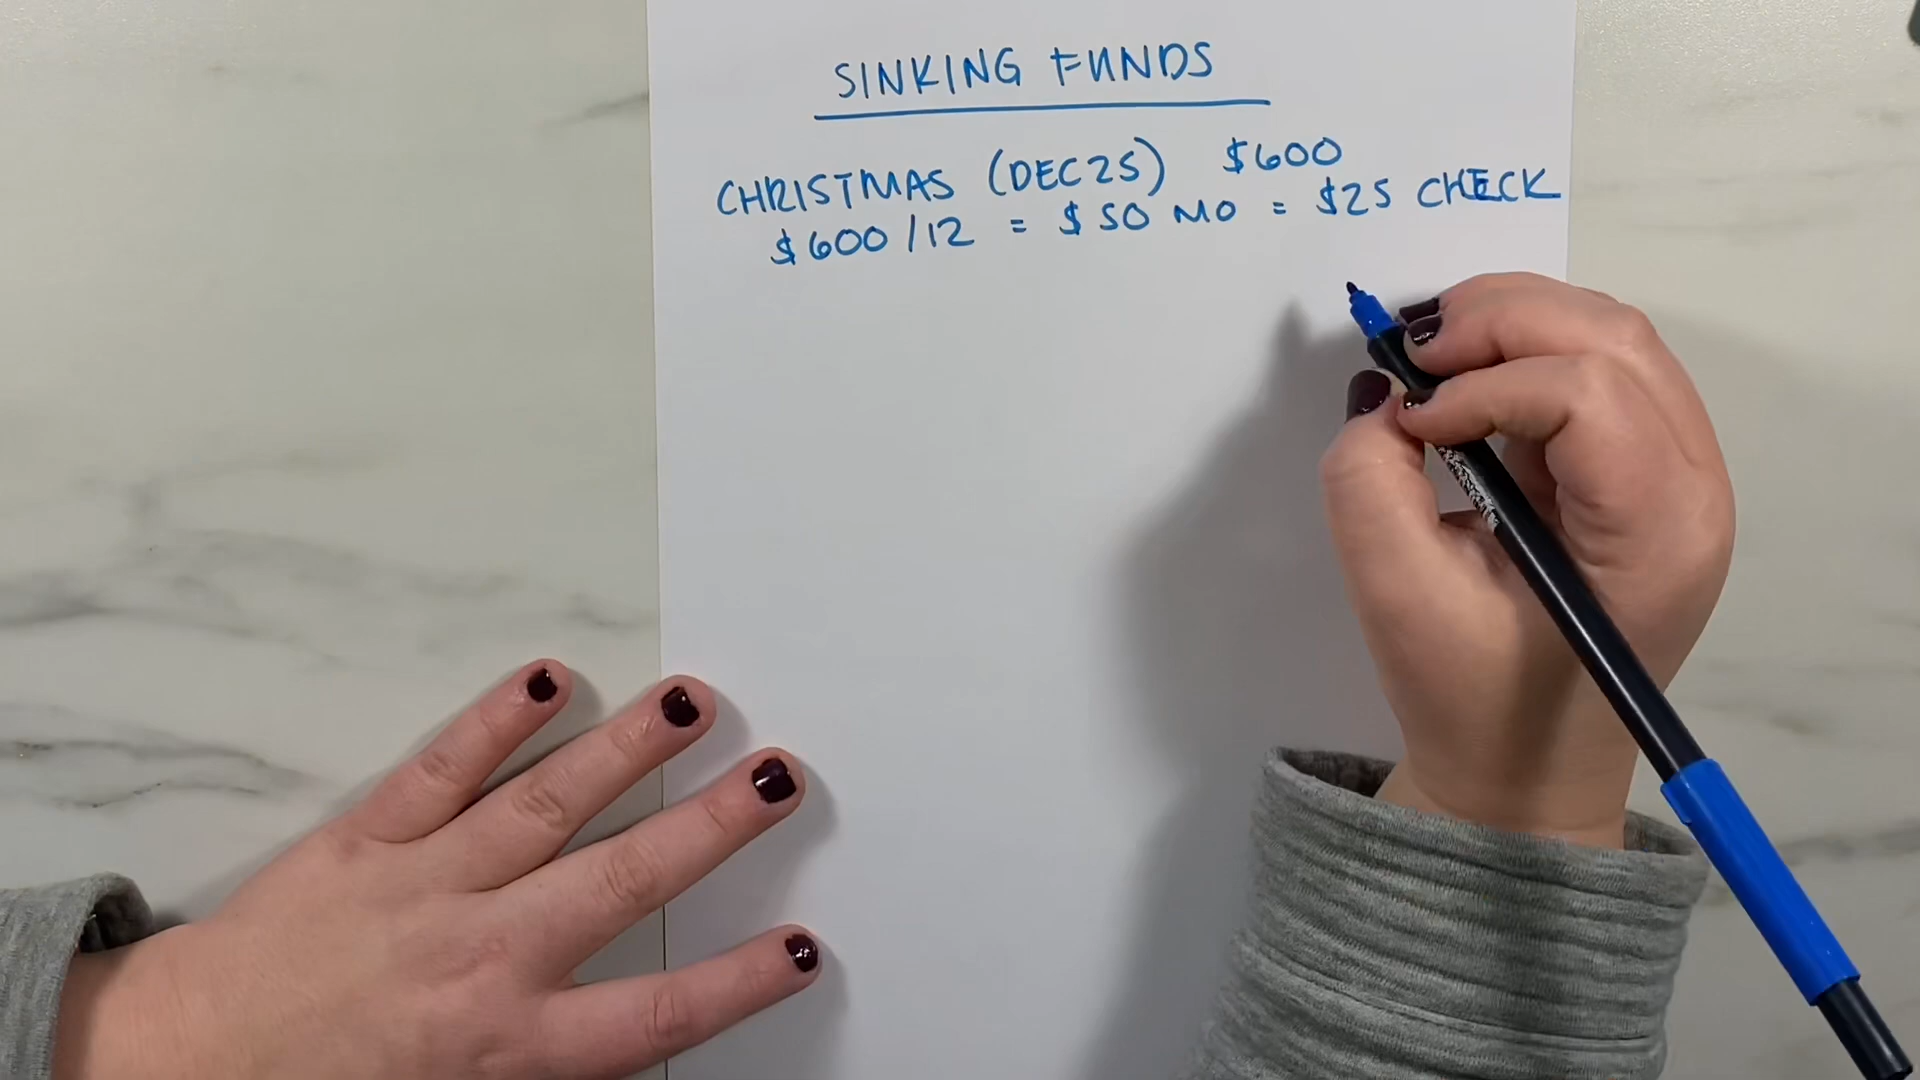 SINKING FUNDS
CHRISTMAS (DEC25) $600
$600/12 = $50 MO = $25 CHECK